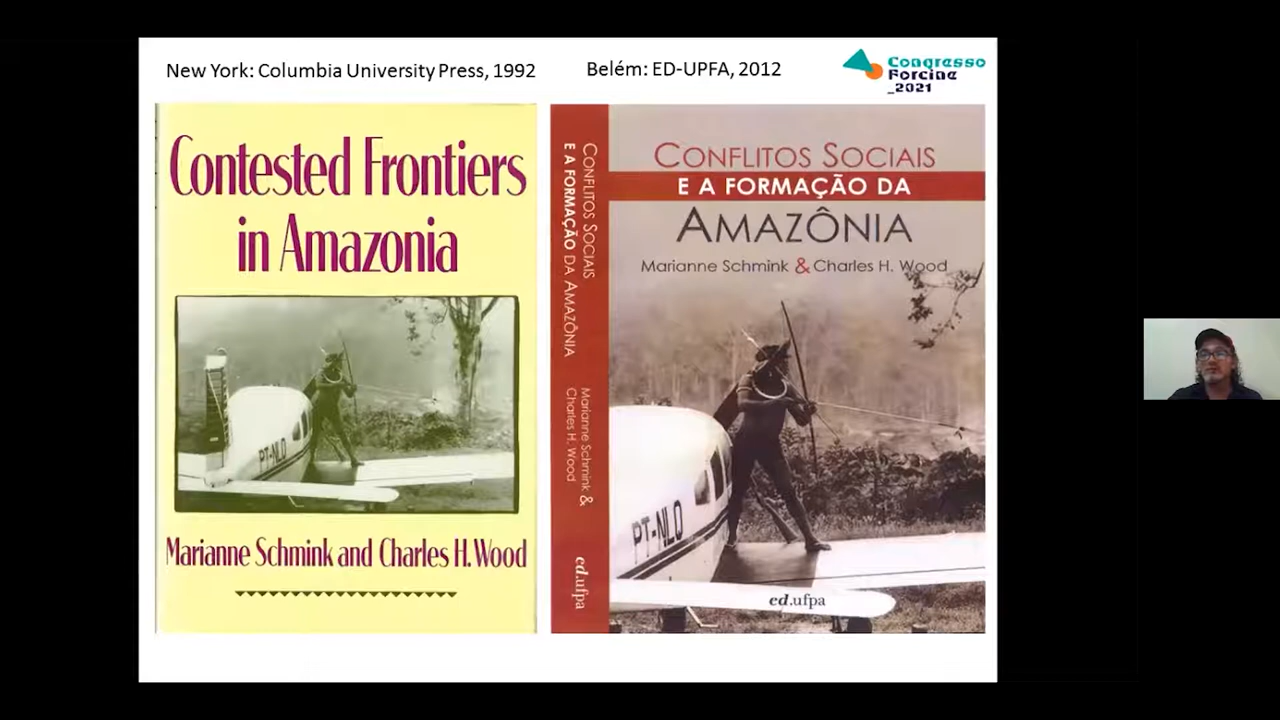 New York: Columbia University Press, 1992
Belém: ED-UPFA, 2012
Congresso
Forcine
_2021
Contested Frontiers
in Amazonia
PT-NLQ
Marianne Schmink and Charles H. Wood
CONFLITOS SOCIAIS
E A FORMAÇÃO DA AMAZÔNIA
Marianne Schmink &
Charles H. Wood
ed.ufpa
CONFLITOS SOCIAIS
E A FORMAÇÃO DA
AMAZÔNIA
Marianne Schmink & Charles H. Wood
PT-NLQ
ed.ufpa